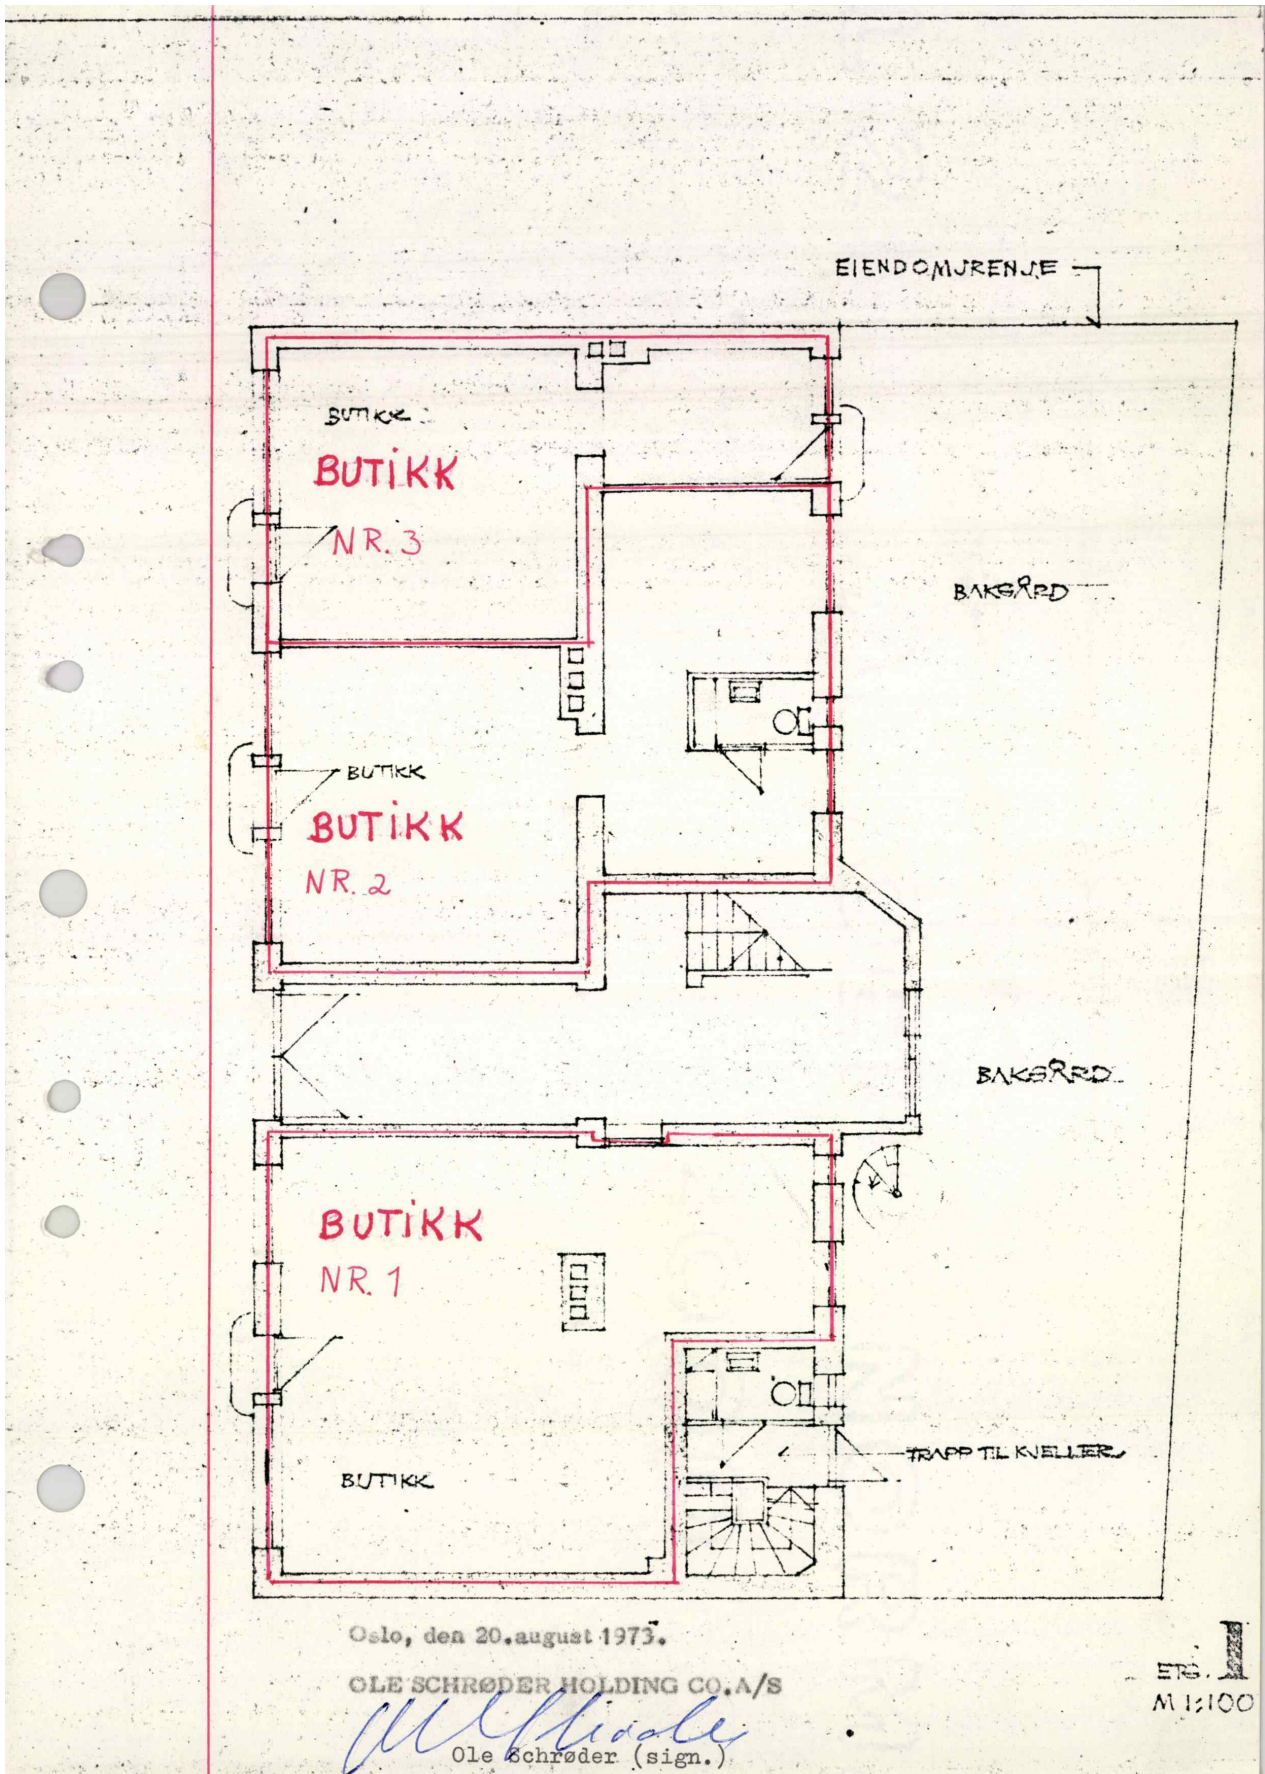 EIENDOMSGRENSE
BUTIKK
BUTIKK
NR. 3
BAKGÅRD
BUTIKK
BUTIKK
NR. 2
BAKGÅRD
BUTIKK
NR. 1
TRAPP TIL KJELLER
BUTIKK
Oslo, den 20.august 1973.
OLE SCHRØDER HOLDING CO.A/S
Ole Schrøder (sign.)
ETG. 1
M 1:100